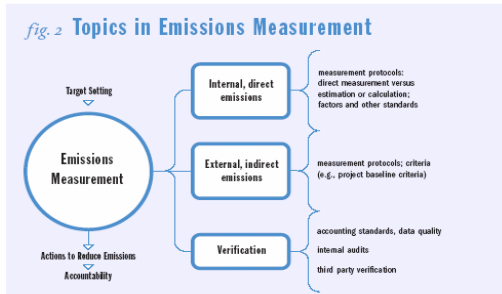 fig. 2 Topics in Emissions Measurement
Target Setting
Emissions
Measurement
Actions to Reduce Emissions
Accountability
Internal, direct
emissions
measurement protocols:
direct measurement versus
estimation or calculation;
factors and other standards
External, indirect
emissions
measurement protocols; criteria
(e.g., project baseline criteria)
Verification
accounting standards, data quality
internal audits
third party verification